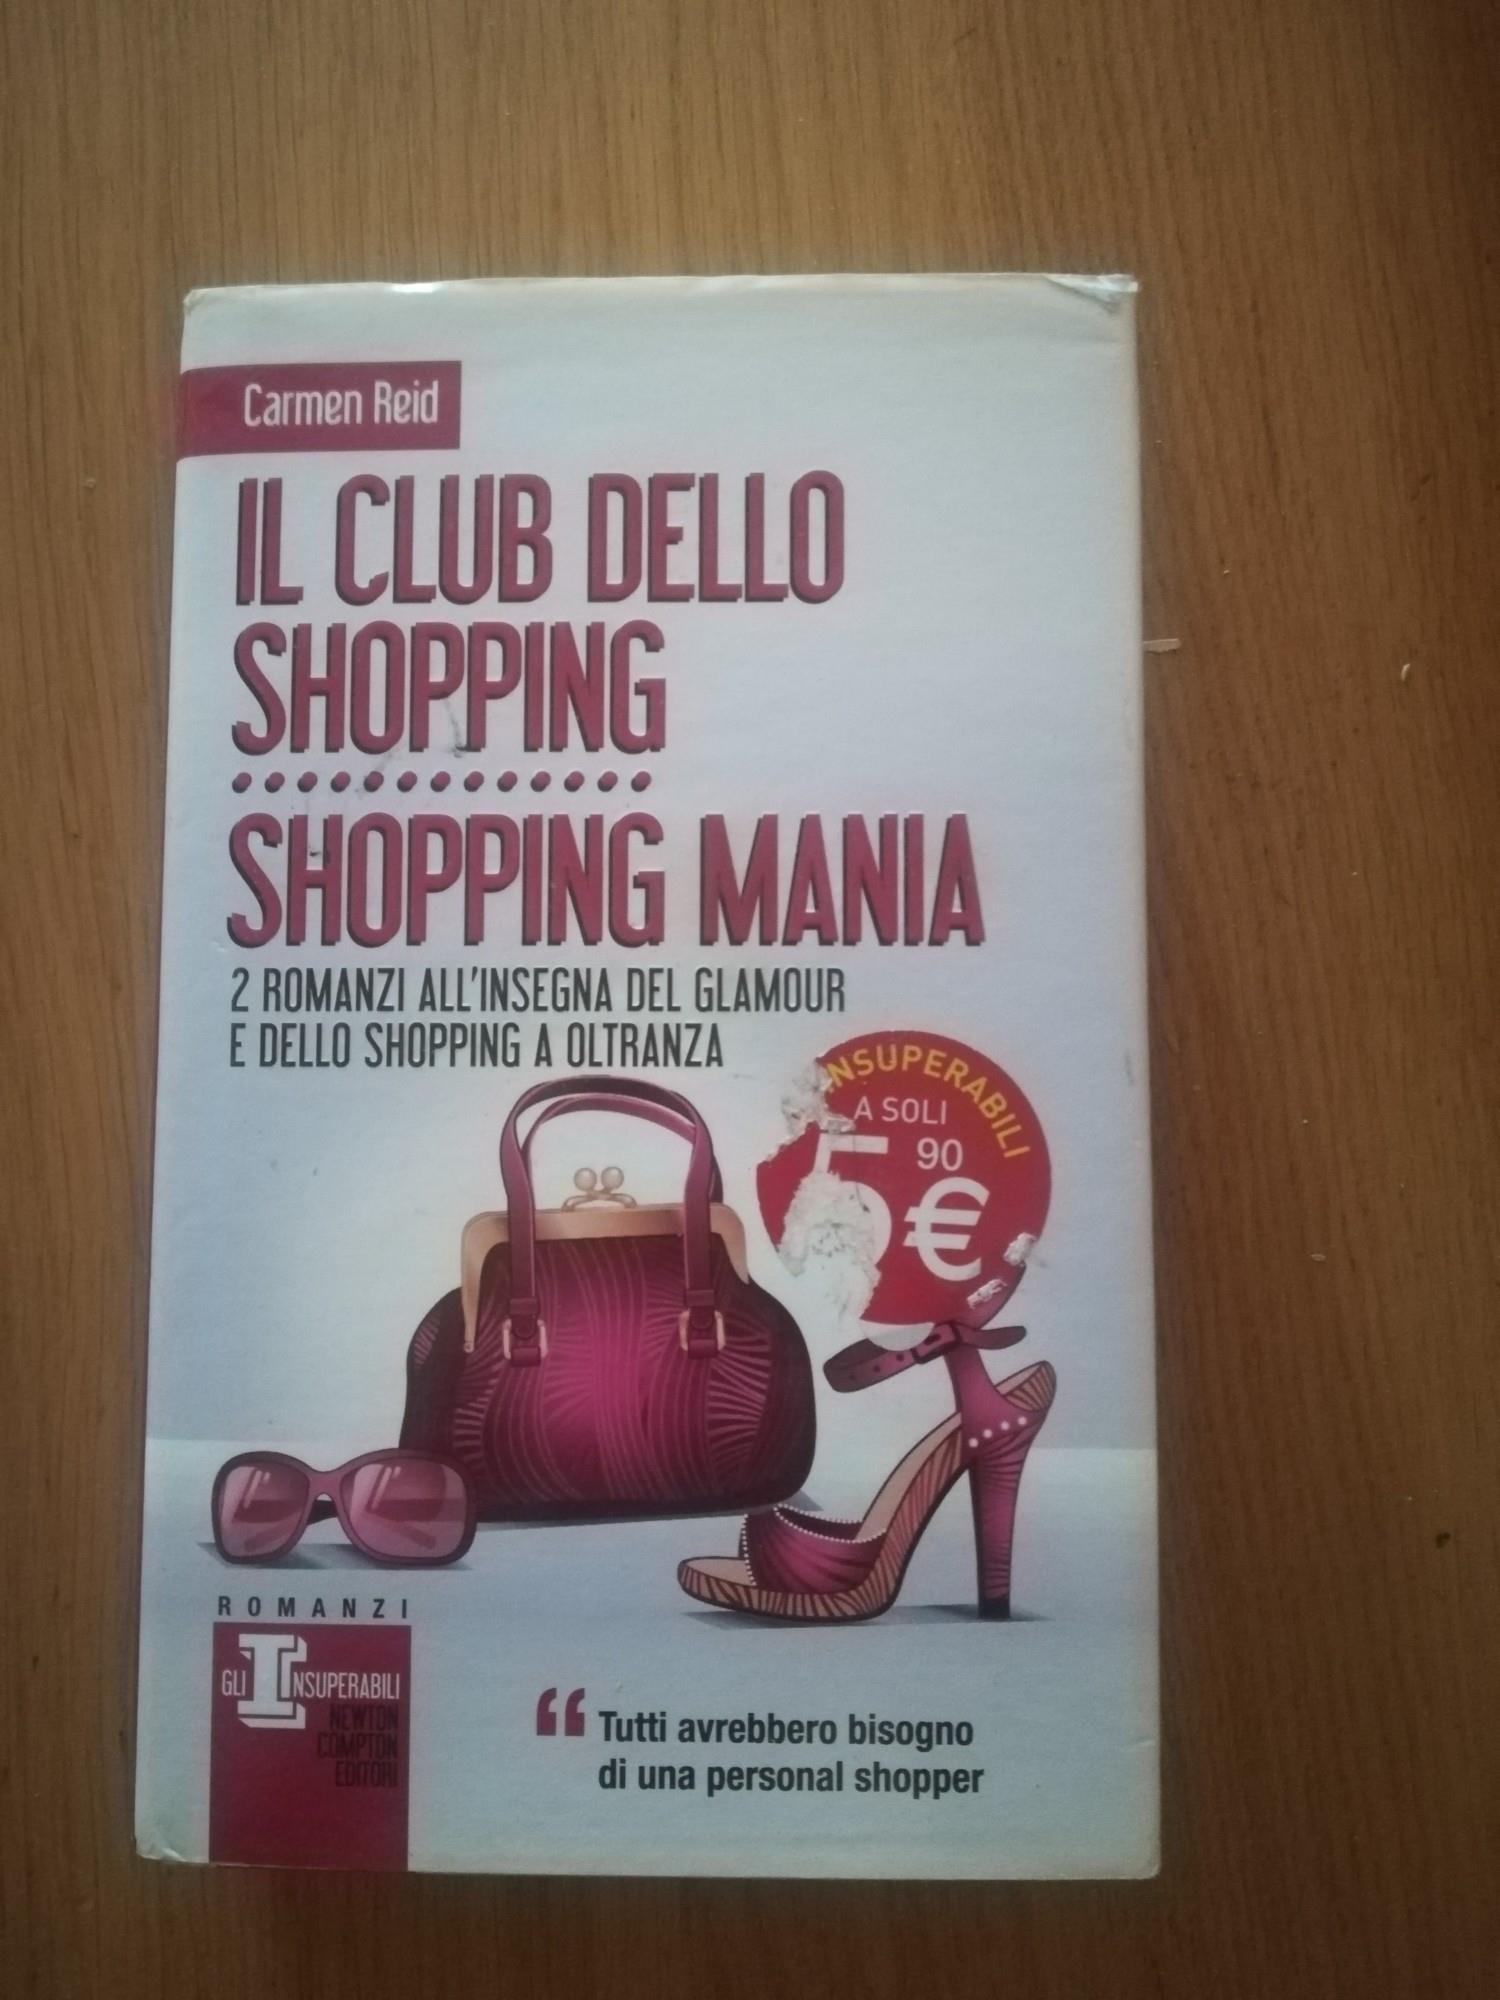 Carmen Reid
IL CLUB DELLO
SHOPPING
SHOPPING MANIA
2 ROMANZI ALL'INSEGNA DEL GLAMOUR
E DELLO SHOPPING A OLTRANZA
INSUPERABILI
A SOLI
5 90
€
ROMANZI
GLI INSUPERABILI
NEWTON
COMPTON
EDITORI
“ Tutti avrebbero bisogno
di una personal shopper